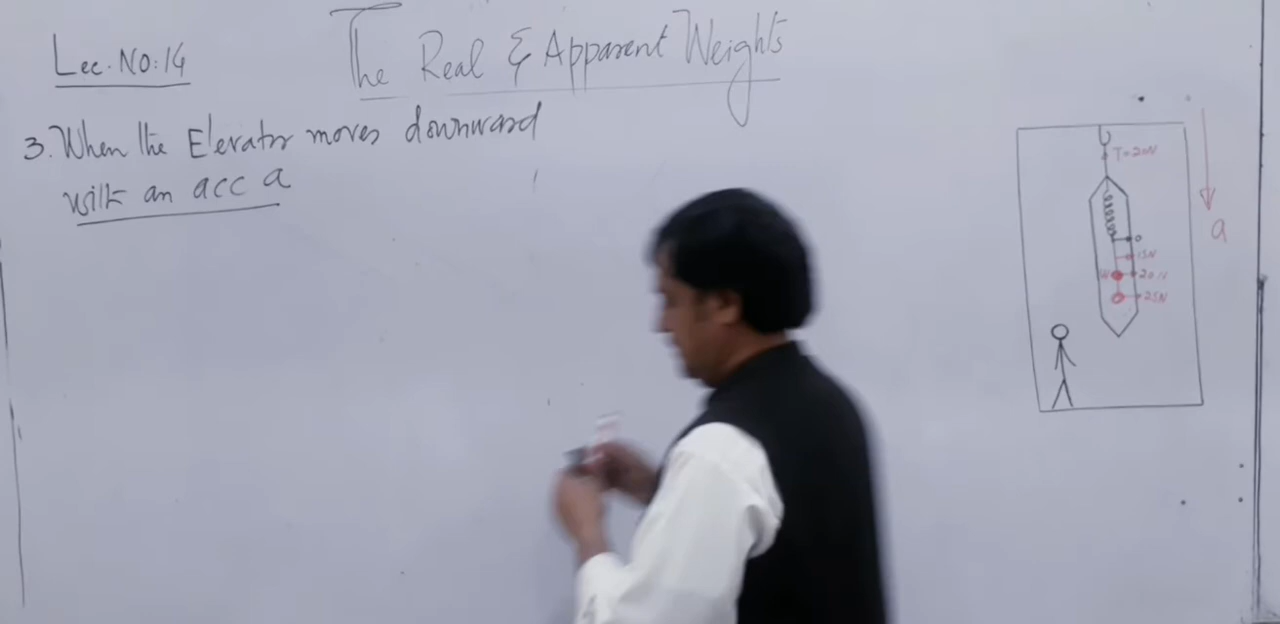 Lec. NO: 14
The Real & Apparent Weights
3. When the Elevator moves downward
with an acc a
T=20N
0
15N
W 20N
25N
a